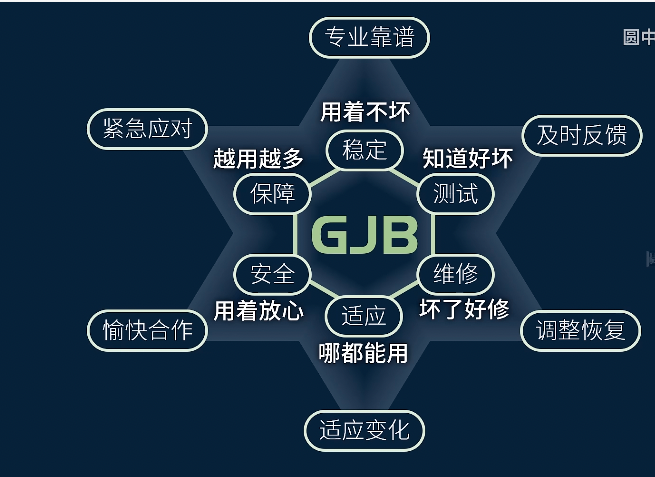 专业靠谱
圆中
用着不坏
紧急应对
及时反馈
稳定
越用越多
知道好坏
保障
测试
GJB
安全
维修
用着放心
坏了好修
适应
愉快合作
调整恢复
哪都能用
适应变化